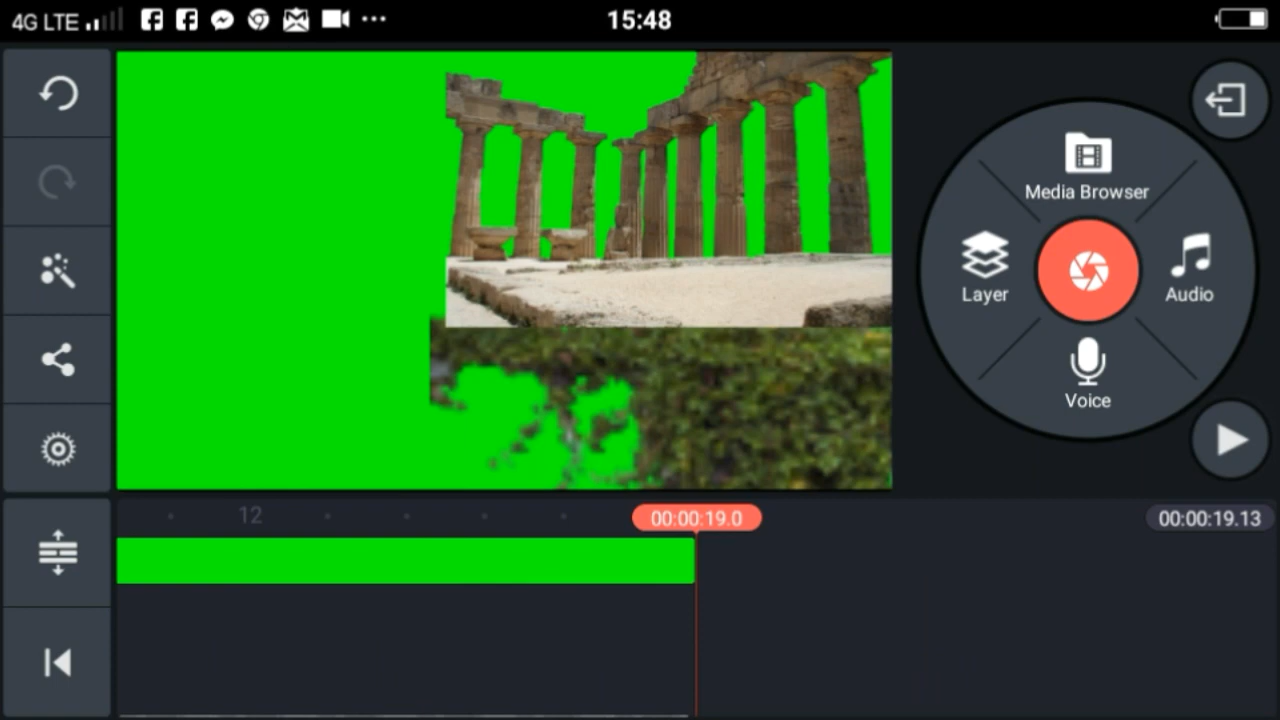 4G LTE 15:48
Media Browser
Layer
Audio
Voice
12
00:00:19.0
00:00:19.13